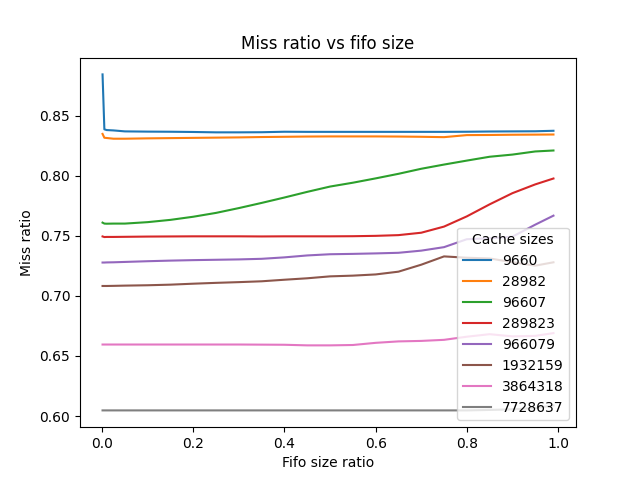 Miss ratio vs fifo size
Miss ratio
0.85
0.80
0.75
0.70
0.65
0.60
0.0 0.2 0.4 0.6 0.8 1.0
Fifo size ratio
Cache sizes
9660
28982
96607
289823
966079
1932159
3864318
7728637